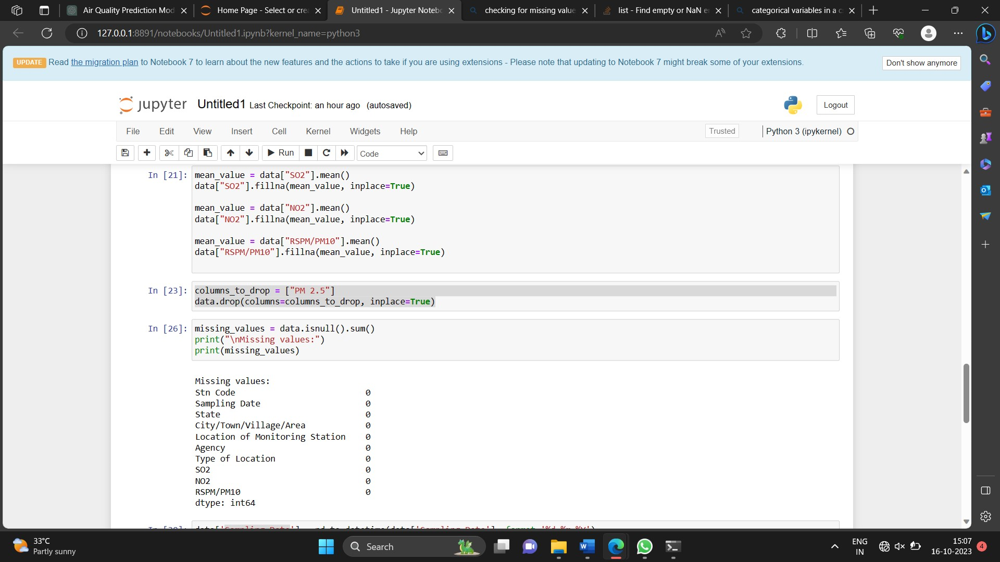 Air Quality Prediction Mod
Home Page - Select or crea
Untitled1 - Jupyter Notebo
checking for missing value
list - Find empty or NaN e
categorical variables in a c
127.0.0.1:8891/notebooks/Untitled1.ipynb?kernel_name=python3
UPDATE Read the migration plan to Notebook 7 to learn about the new features and the actions to take if you are using extensions - Please note that updating to Notebook 7 might break some of your extensions.
Don't show anymore
jupyter Untitled1 Last Checkpoint: an hour ago (autosaved)
Logout
File Edit View Insert Cell Kernel Widgets Help
Trusted
Python 3 (ipykernel)
Run
Code
In [21]:
mean_value = data["SO2"].mean()
data["SO2"].fillna(mean_value, inplace=True)
mean_value = data["NO2"].mean()
data["NO2"].fillna(mean_value, inplace=True)
mean_value = data["RSPM/PM10"].mean()
data["RSPM/PM10"].fillna(mean_value, inplace=True)
In [23]:
columns_to_drop = ["PM 2.5"]
data.drop(columns=columns_to_drop, inplace=True)
In [26]:
missing_values = data.isnull().sum()
print("\nMissing values:")
print(missing_values)
Missing values:
Stn Code 0
Sampling Date 0
State 0
City/Town/Village/Area 0
Location of Monitoring Station 0
Agency 0
Type of Location 0
SO2 0
NO2 0
RSPM/PM10 0
dtype: int64
33°C
Partly sunny
Search
ENG
IN
15:07
16-10-2023
4